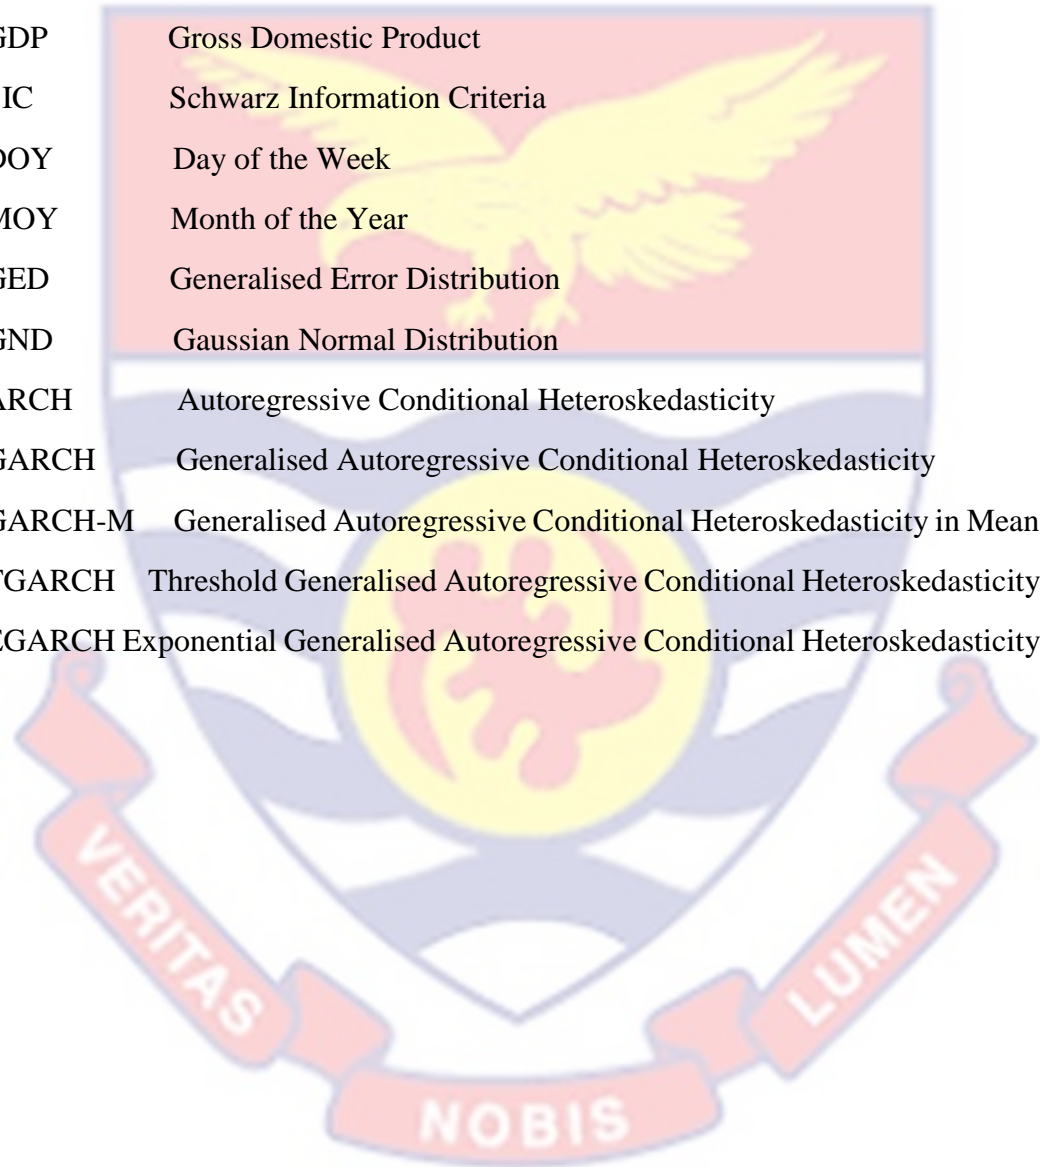 GDP Gross Domestic Product
IC Schwarz Information Criteria
DOY Day of the Week
MOY Month of the Year
GED Generalised Error Distribution
GND Gaussian Normal Distribution
ARCH Autoregressive Conditional Heteroskedasticity
GARCH Generalised Autoregressive Conditional Heteroskedasticity
GARCH-M Generalised Autoregressive Conditional Heteroskedasticity in Mean
TGARCH Threshold Generalised Autoregressive Conditional Heteroskedasticity
EGARCH Exponential Generalised Autoregressive Conditional Heteroskedasticity
VERITAS
NOBIS
LUMEN